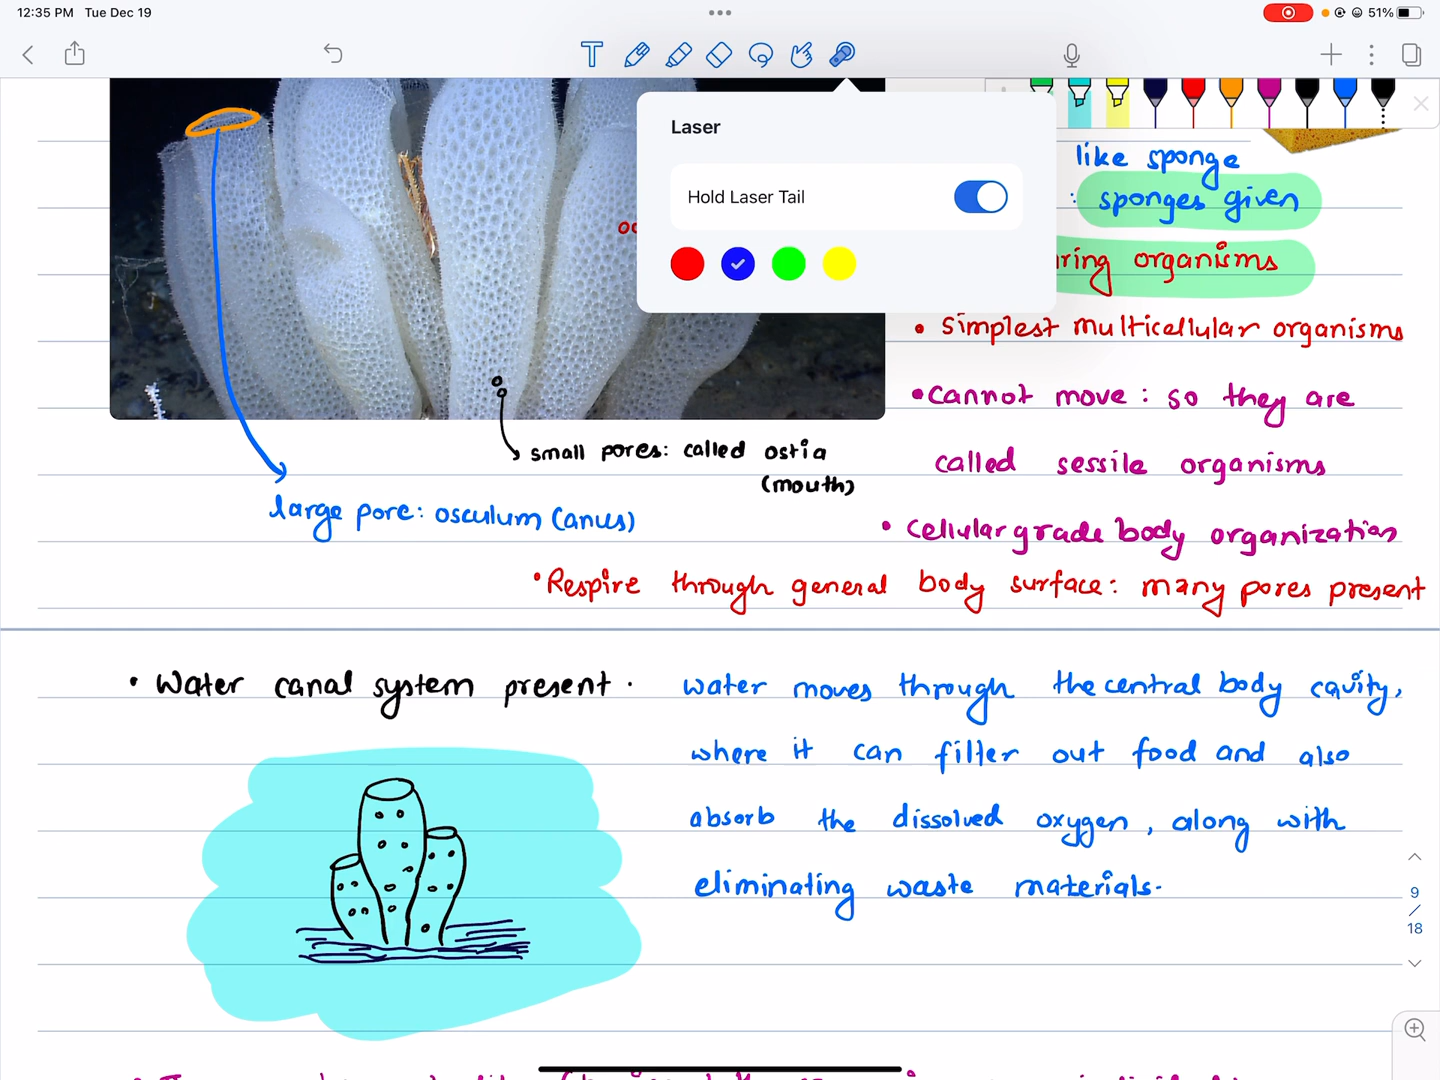 12:35 PM Tue Dec 19
51%
Laser
Hold Laser Tail
like sponge
: sponges given
ring organisms
• simplest multicellular organisms
• cannot move : so they are
called sessile organisms
• cellular grade body organization
small pores: called ostia
(mouth)
large pore: osculum (anus)
• Respire through general body surface: many pores present
• Water canal system present .
water moves through the central body cavity,
where it can filter out food and also
absorb the dissolved oxygen, along with
eliminating waste materials.
9
/
18